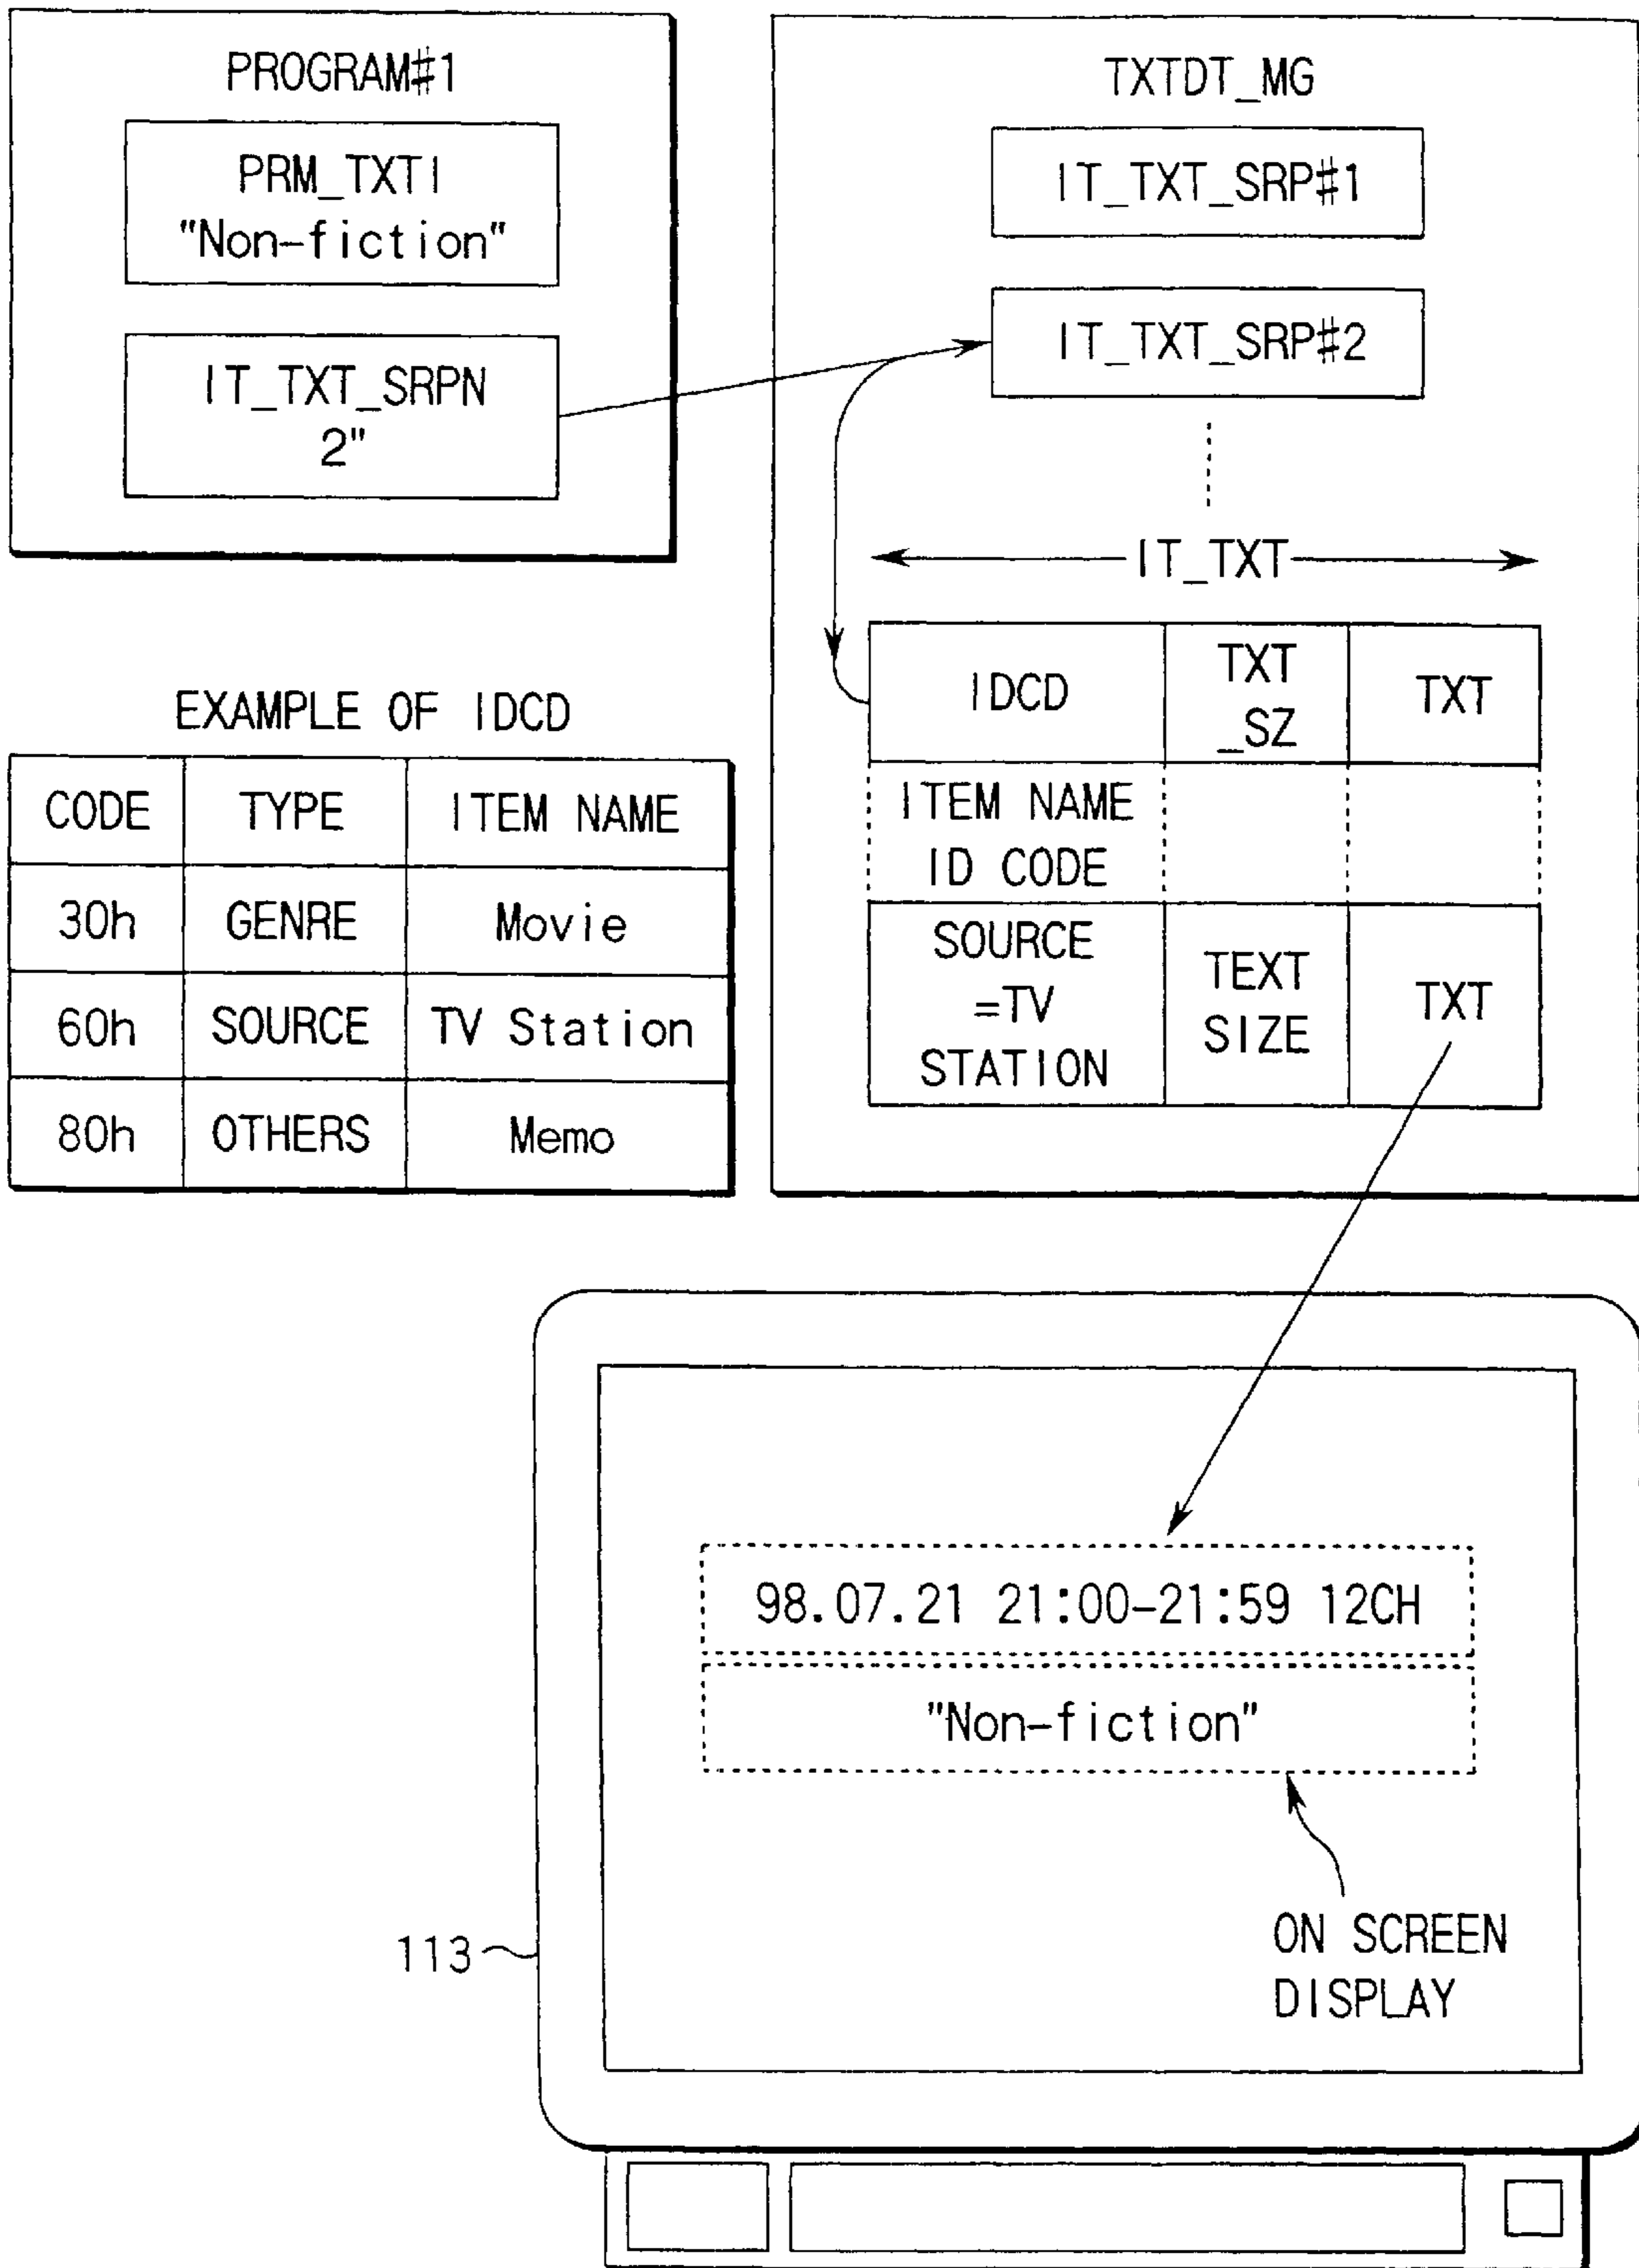 PROGRAM#1
PRM_TXTI
"Non-fiction"
IT_TXT_SRPN
2"
TXTDT_MG
IT_TXT_SRP#1
IT_TXT_SRP#2
IT_TXT
IDCD
TXT
_SZ
TXT
ITEM NAME
ID CODE
SOURCE
=TV
STATION
TEXT
SIZE
TXT
EXAMPLE OF IDCD
CODE TYPE ITEM NAME
30h GENRE Movie
60h SOURCE TV Station
80h OTHERS Memo
98.07.21 21:00-21:59 12CH
"Non-fiction"
ON SCREEN
DISPLAY
113